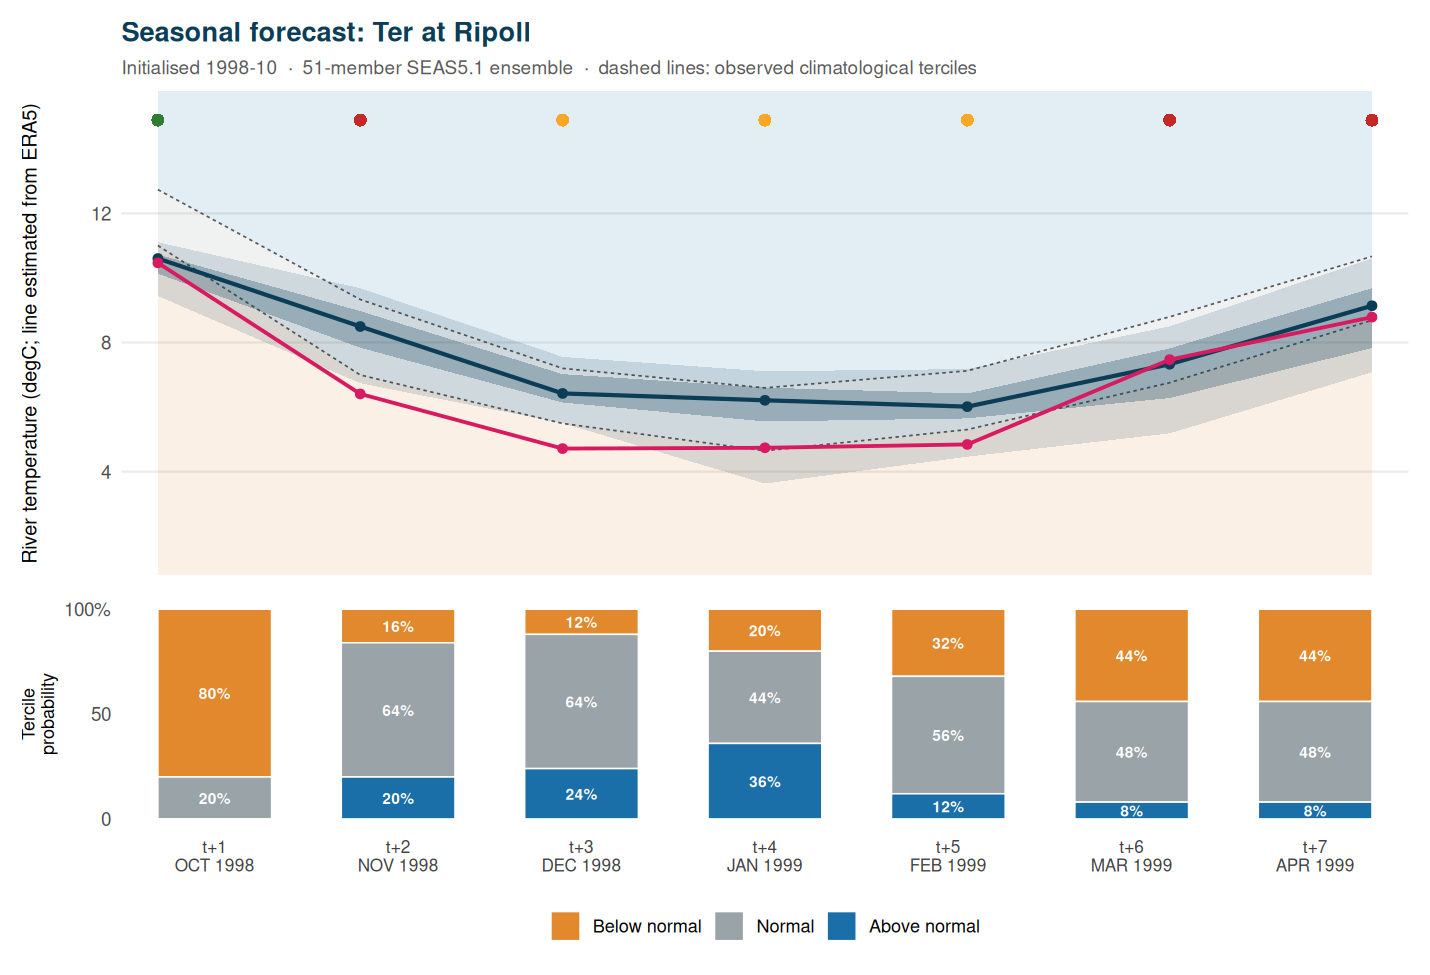 Seasonal forecast: Ter at Ripoll
Initialised 1998-10 · 51-member SEAS5.1 ensemble · dashed lines: observed climatological terciles
River temperature (degC; line estimated from ERA5)
12
8
4
Tercile
probability
100%
50
0
80%
20%
16%
64%
20%
12%
64%
24%
20%
44%
36%
32%
56%
12%
44%
48%
8%
44%
48%
8%
t+1
OCT 1998
t+2
NOV 1998
t+3
DEC 1998
t+4
JAN 1999
t+5
FEB 1999
t+6
MAR 1999
t+7
APR 1999
Below normal
Normal
Above normal